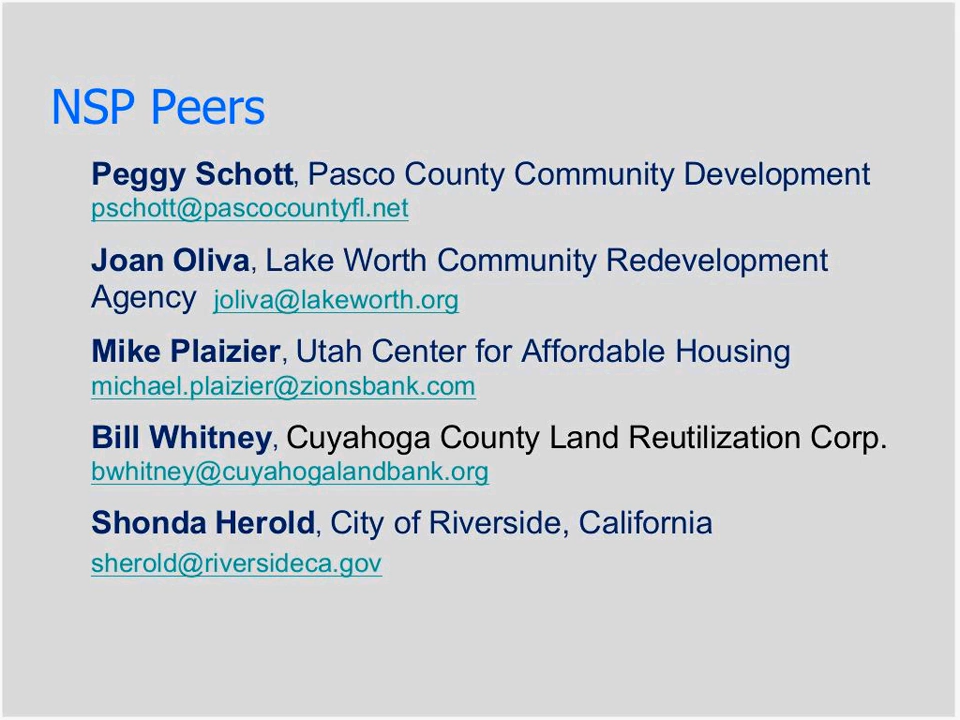 NSP Peers
Peggy Schott, Pasco County Community Development
pschott@pascocountyfl.net
Joan Oliva, Lake Worth Community Redevelopment
Agency joliva@lakeworth.org
Mike Plaizier, Utah Center for Affordable Housing
michael.plaizier@zionsbank.com
Bill Whitney, Cuyahoga County Land Reutilization Corp.
bwhitney@cuyahogalandbank.org
Shonda Herold, City of Riverside, California
sherold@riversideca.gov